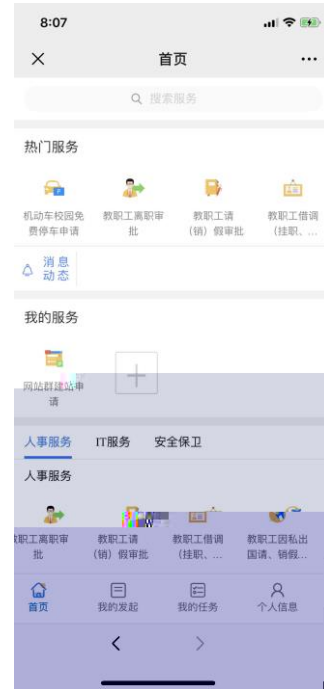 8:07
首页
搜索服务
热门服务
机动车校园免
费停车申请
教职工离职审
批
教职工请
(销) 假审批
教职工借调
(挂职、...
消息
动态
我的服务
网站群建站申
请
人事服务 IT服务 安全保卫
人事服务
教职工离职审
批
教职工请
(销) 假审批
教职工借调
(挂职、...
教职工因私出
国请、销假...
首页
我的发起
我的任务
个人信息